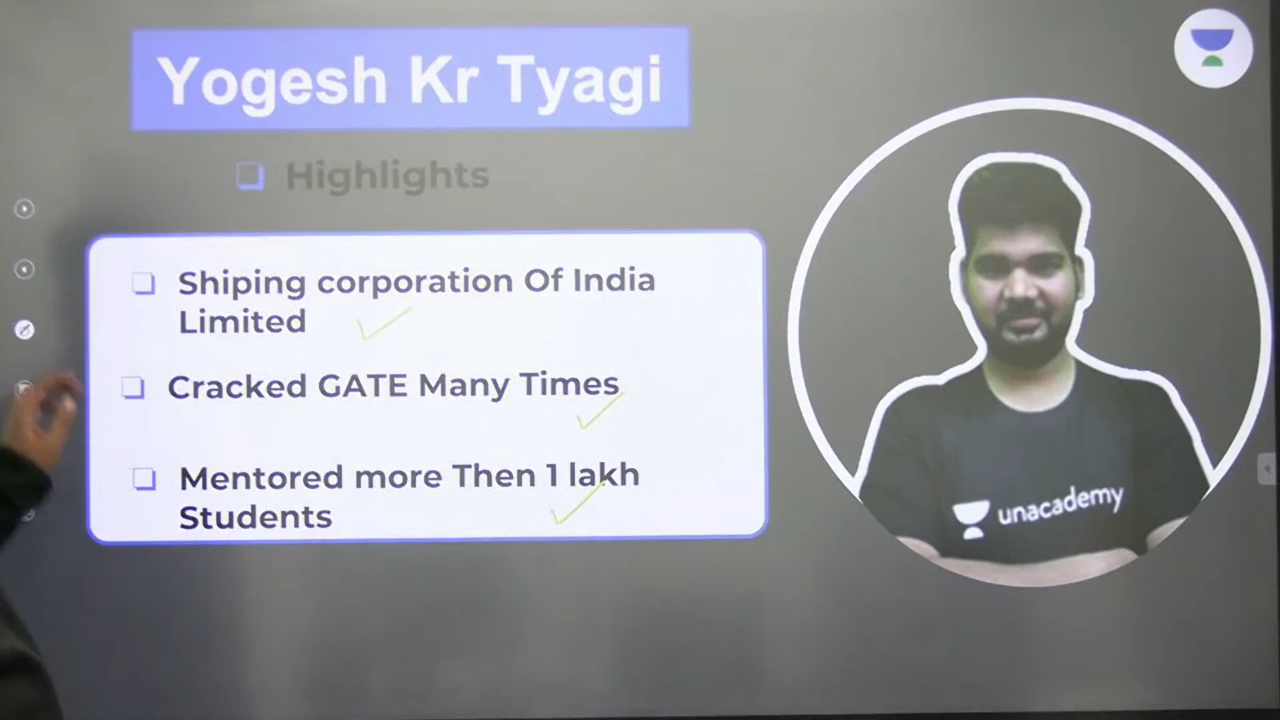 Yogesh Kr Tyagi
Highlights
Shiping corporation Of India
Limited
Cracked GATE Many Times
Mentored more Then 1 lakh
Students
unacademy